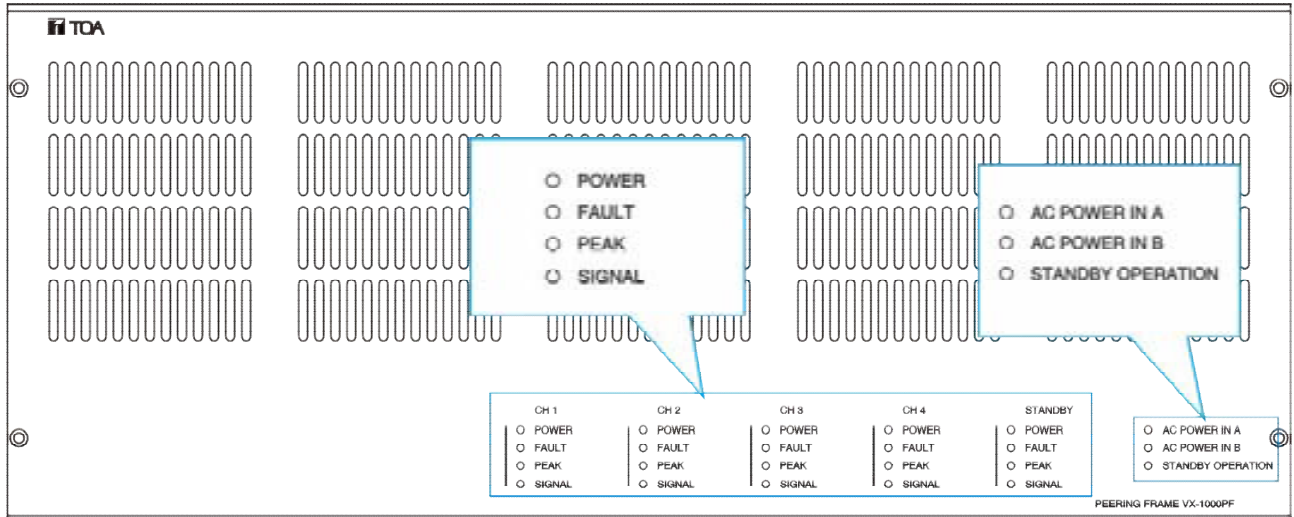 TOA
POWER
FAULT
PEAK
SIGNAL
AC POWER IN A
AC POWER IN B
STANDBY OPERATION
CH 1
POWER
FAULT
PEAK
SIGNAL
CH 2
POWER
FAULT
PEAK
SIGNAL
CH 3
POWER
FAULT
PEAK
SIGNAL
CH 4
POWER
FAULT
PEAK
SIGNAL
STANDBY
POWER
FAULT
PEAK
SIGNAL
AC POWER IN A
AC POWER IN B
STANDBY OPERATION
PEERING FRAME VX-1000PF